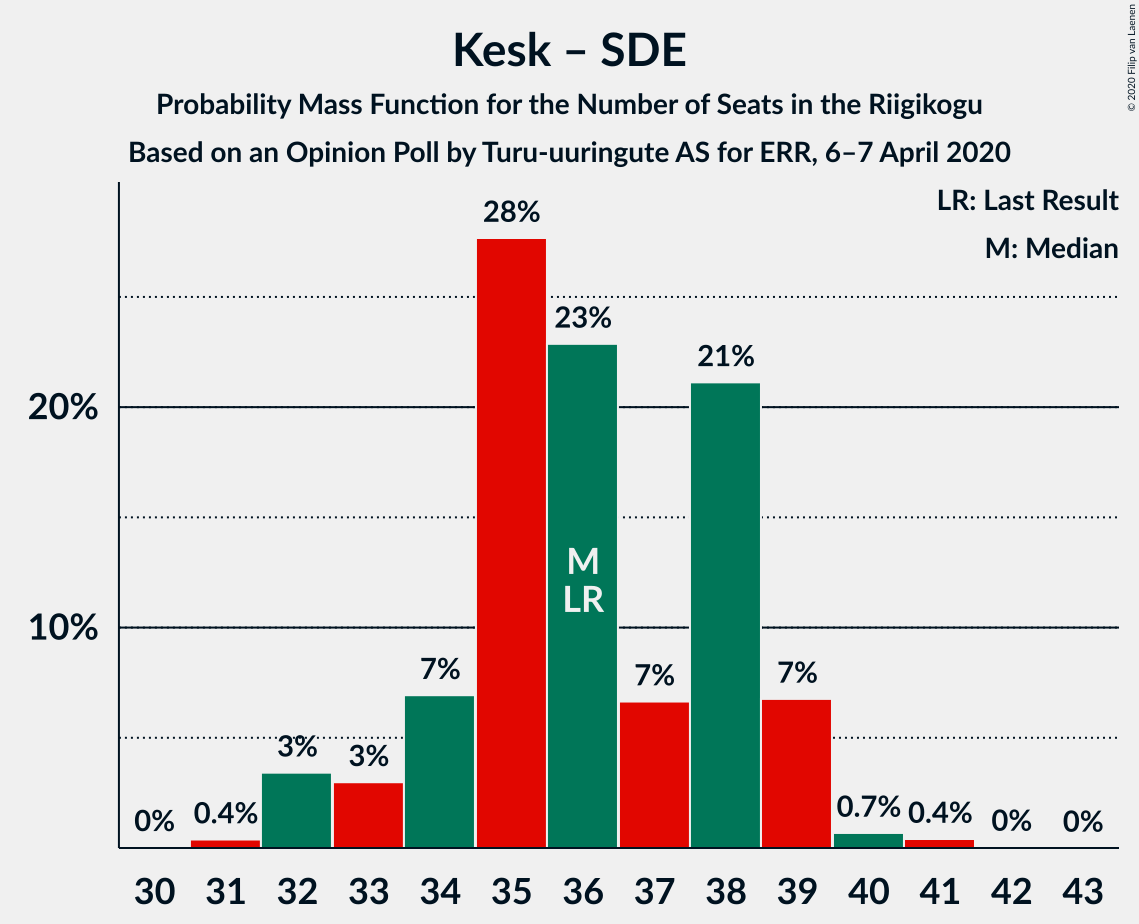 Kesk – SDE
Probability Mass Function for the Number of Seats in the Riigikogu
Based on an Opinion Poll by Turu-uuringute AS for ERR, 6–7 April 2020
© 2020 Filip van Laenen
LR: Last Result
M: Median
20%
10%
0%
0.4%
3%
3%
7%
28%
23%
7%
21%
7%
0.7%
0.4%
0%
0%
M
LR
30 31 32 33 34 35 36 37 38 39 40 41 42 43